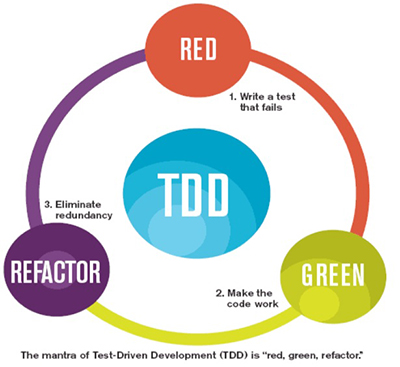 RED
1. Write a test
that fails
TDD
3. Eliminate
redundancy
REFACTOR
GREEN
2. Make the
code work
The mantra of Test-Driven Development (TDD) is “red, green, refactor.”